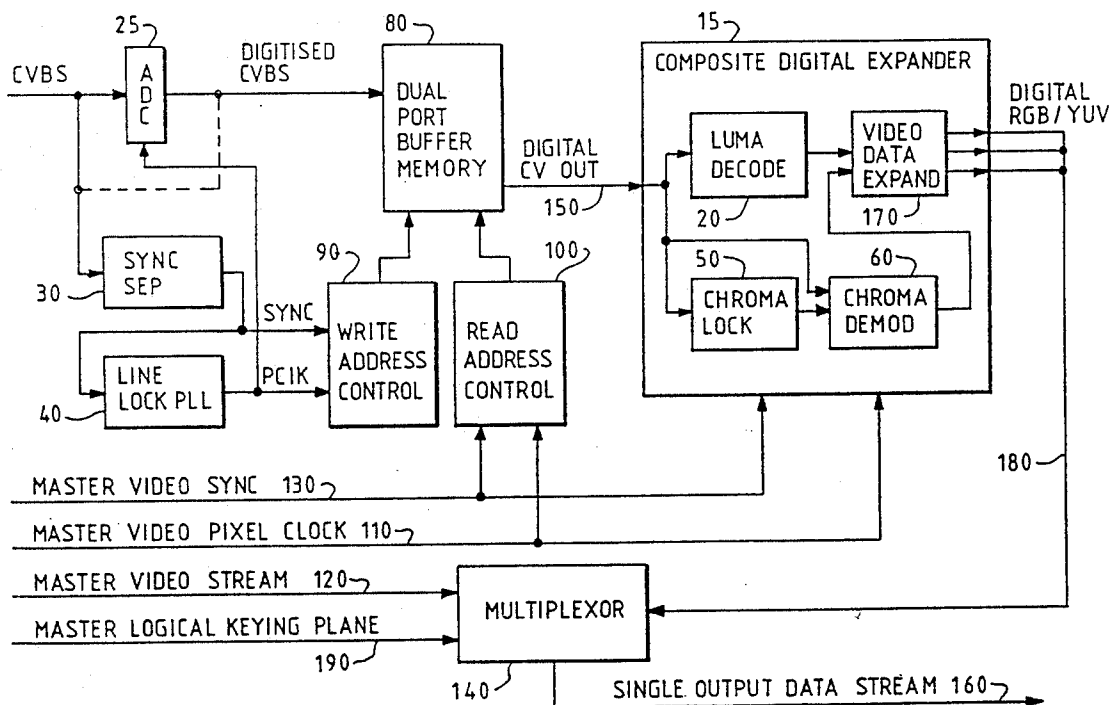 25
80
15
CVBS
ADC
DIGITISED
CVBS
DUAL
PORT
BUFFER
MEMORY
DIGITAL
CV OUT
150
COMPOSITE DIGITAL EXPANDER
LUMA
DECODE
20
VIDEO
DATA
EXPAND
170
DIGITAL
RGB/YUV
50
CHROMA
LOCK
60
CHROMA
DEMOD
SYNC
SEP
30
SYNC
LINE
LOCK PLL
40
PCIK
90
WRITE
ADDRESS
CONTROL
100
READ
ADDRESS
CONTROL
180
MASTER VIDEO SYNC 130
MASTER VIDEO PIXEL CLOCK 110
MASTER VIDEO STREAM 120
MASTER LOGICAL KEYING PLANE
190
MULTIPLEXOR
140
SINGLE OUTPUT DATA STREAM 160